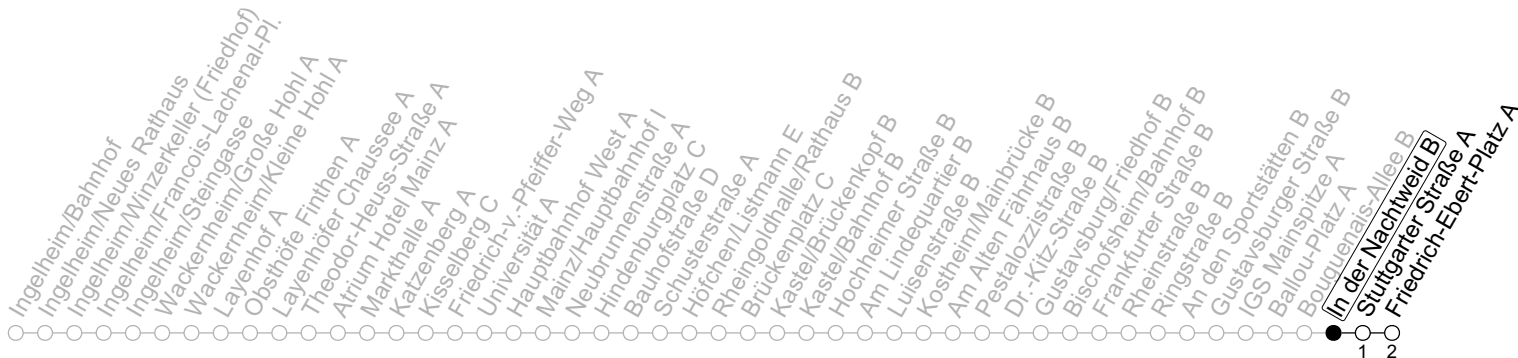 Ingelheim/Bahnhof
Ingelheim/Neues Rathaus
Ingelheim/Winzerkeller (Friedhof)
Ingelheim/Francois-Lachenal-Pl.
Ingelheim/Steingasse
Wackernheim/Große Hohl A
Wackernheim/Kleine Hohl A
Layenhof A
Obsthöfe Finthen A
Layenhöfer Chaussee A
Theodor-Heuss-Straße A
Atrium Hotel Mainz A
Markthalle A
Katzenberg A
Kisselberg C
Friedrich-v.-Pfeiffer-Weg A
Universität A
Hauptbahnhof West A
Mainz/Hauptbahnhof I
Neubrunnenstraße A
Hindenburgplatz C
Bauhofstraße D
Schusterstraße A
Höfchen/Listmann E
Rheingoldhalle/Rathaus B
Brückenplatz C
Kastel/Brückenkopf B
Kastel/Bahnhof B
Hochheimer Straße B
Am Lindequartier B
Luisenstraße B
Kostheim/Mainbrücke B
Am Alten Fährhaus B
Pestalozzistraße B
Dr.-Kitz-Straße B
Gustavsburg/Friedhof B
Bischofsheim/Bahnhof B
Frankfurter Straße B
Rheinstraße B
Ringstraße B
An den Sportstätten B
Gustavsburger Straße B
IGS Mainspitze A
Ballou-Platz A
Bouguenais-Allee B
In der Nachtweid B
Stuttgarter Straße A
Friedrich-Ebert-Platz A
1 2